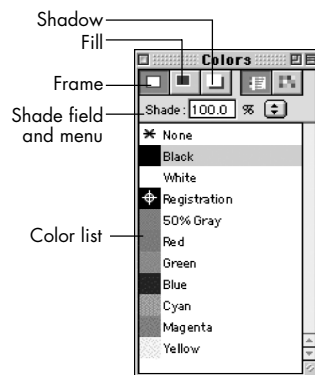 Shadow
Fill
Colors
Frame
Shade: 100.0 %
Shade field
and menu
None
Black
White
Registration
50% Gray
Color list
Red
Green
Blue
Cyan
Magenta
Yellow